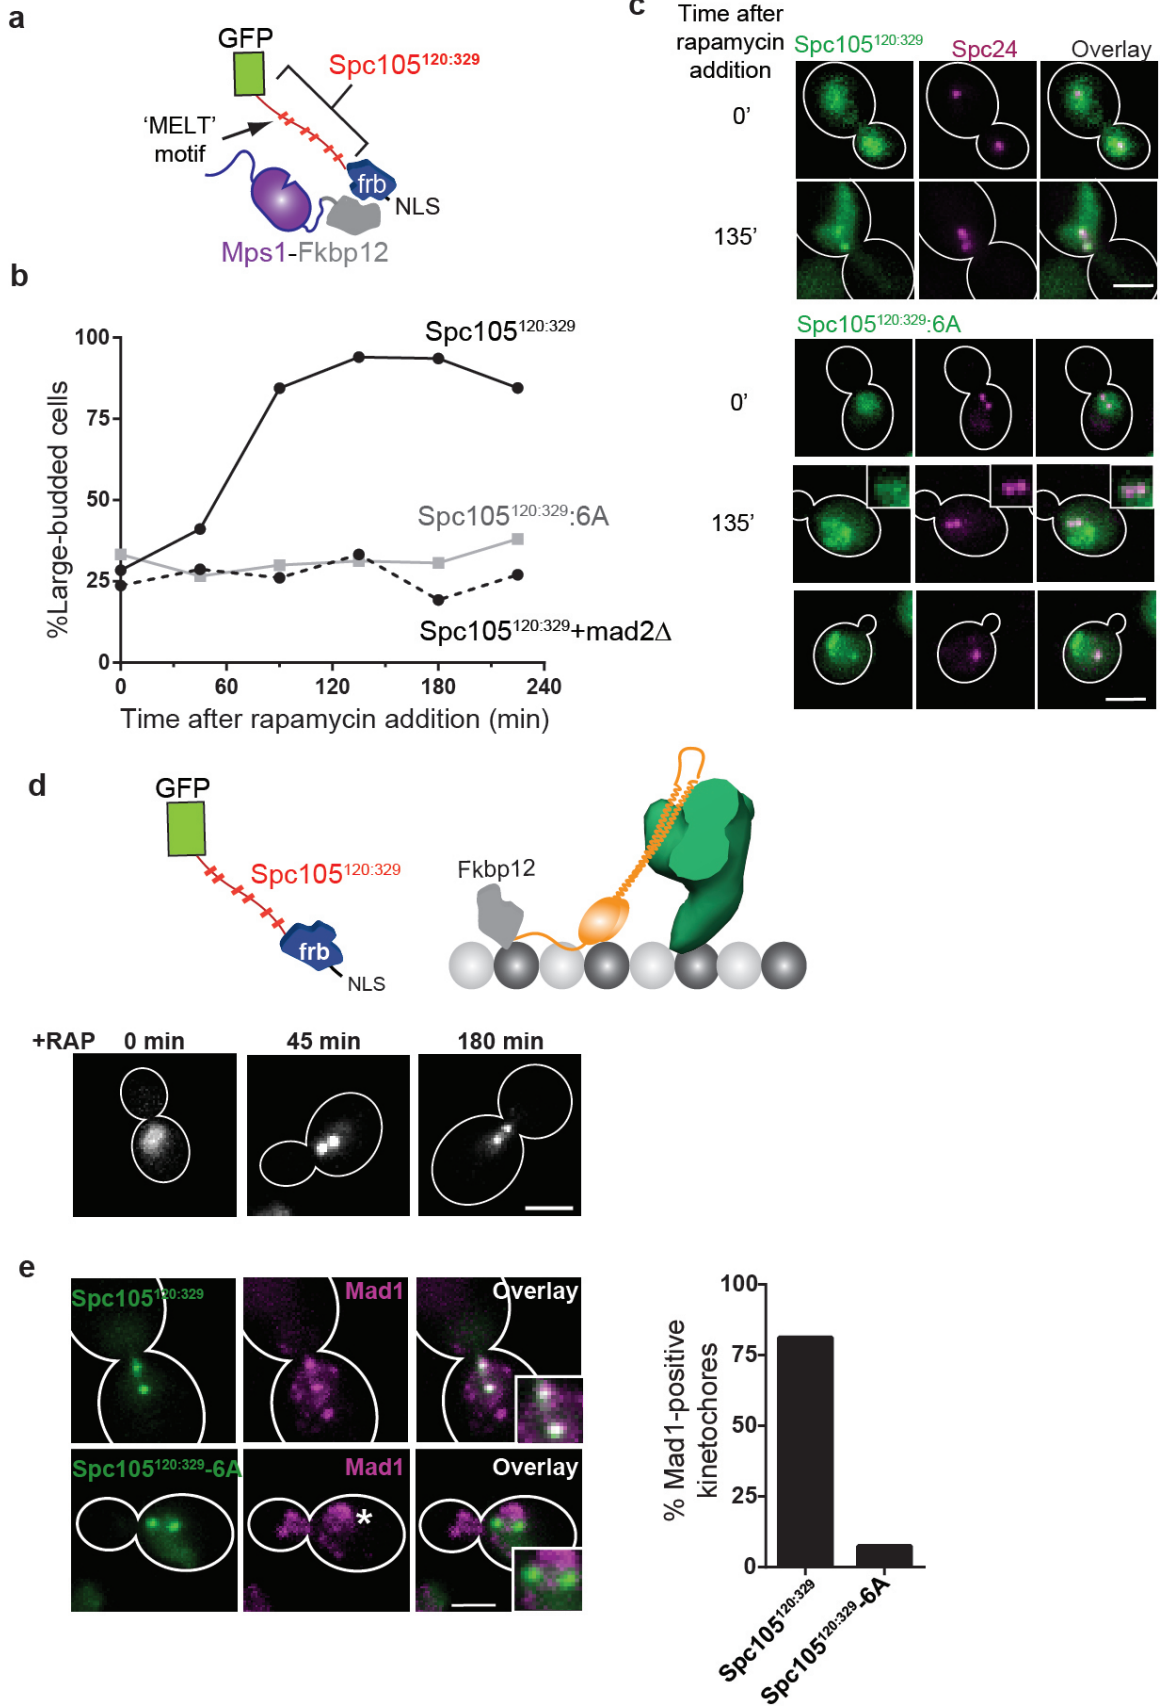 a
GFP
Spc105120:329
‘MELT’
motif
frb
NLS
Mps1-Fkbp12
b
100
75
50
25
0
%Large-budded cells
Spc105120:329
Spc105120:329:6A
Spc105120:329+mad2Δ
0 60 120 180 240
Time after rapamycin addition (min)
c
Time after
rapamycin
addition
Spc105120:329 Spc24 Overlay
0’
135’
Spc105120:329:6A
0’
135’
d
GFP
Spc105120:329
frb
NLS
Fkbp12
+RAP 0 min 45 min 180 min
e
Spc105120:329 Mad1 Overlay
Spc105120:329-6A Mad1 Overlay
*
100
75
50
25
0
% Mad1-positive
kinetochores
Spc105120:329
Spc105120:329-6A